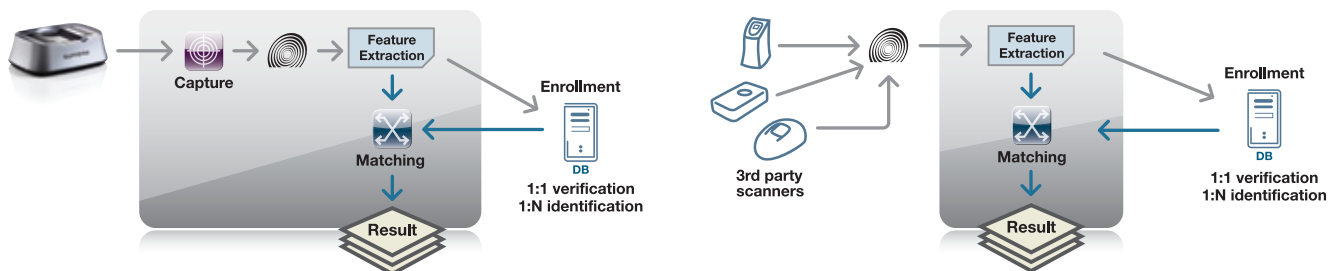 Feature
Extraction
Capture
Enrollment
Matching
DB
1:1 verification
1:N identification
Result
3rd party
scanners
Feature
Extraction
Enrollment
Matching
DB
1:1 verification
1:N identification
Result